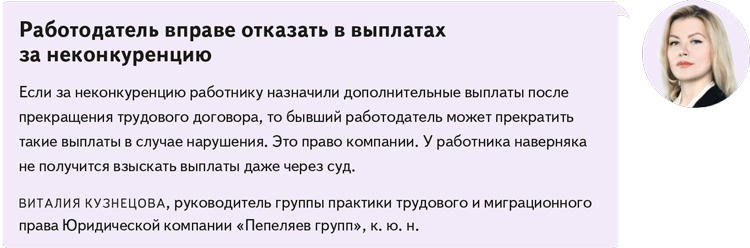 Работодатель вправе отказать в выплатах
за неконкуренцию
Если за неконкуренцию работнику назначили дополнительные выплаты после
прекращения трудового договора, то бывший работодатель может прекратить
такие выплаты в случае нарушения. Это право компании. У работника наверняка
не получится взыскать выплаты даже через суд.
ВИТАЛИЯ КУЗНЕЦОВА, руководитель группы практики трудового и миграционного
права Юридической компании «Пепеляев групп», к. ю. н.